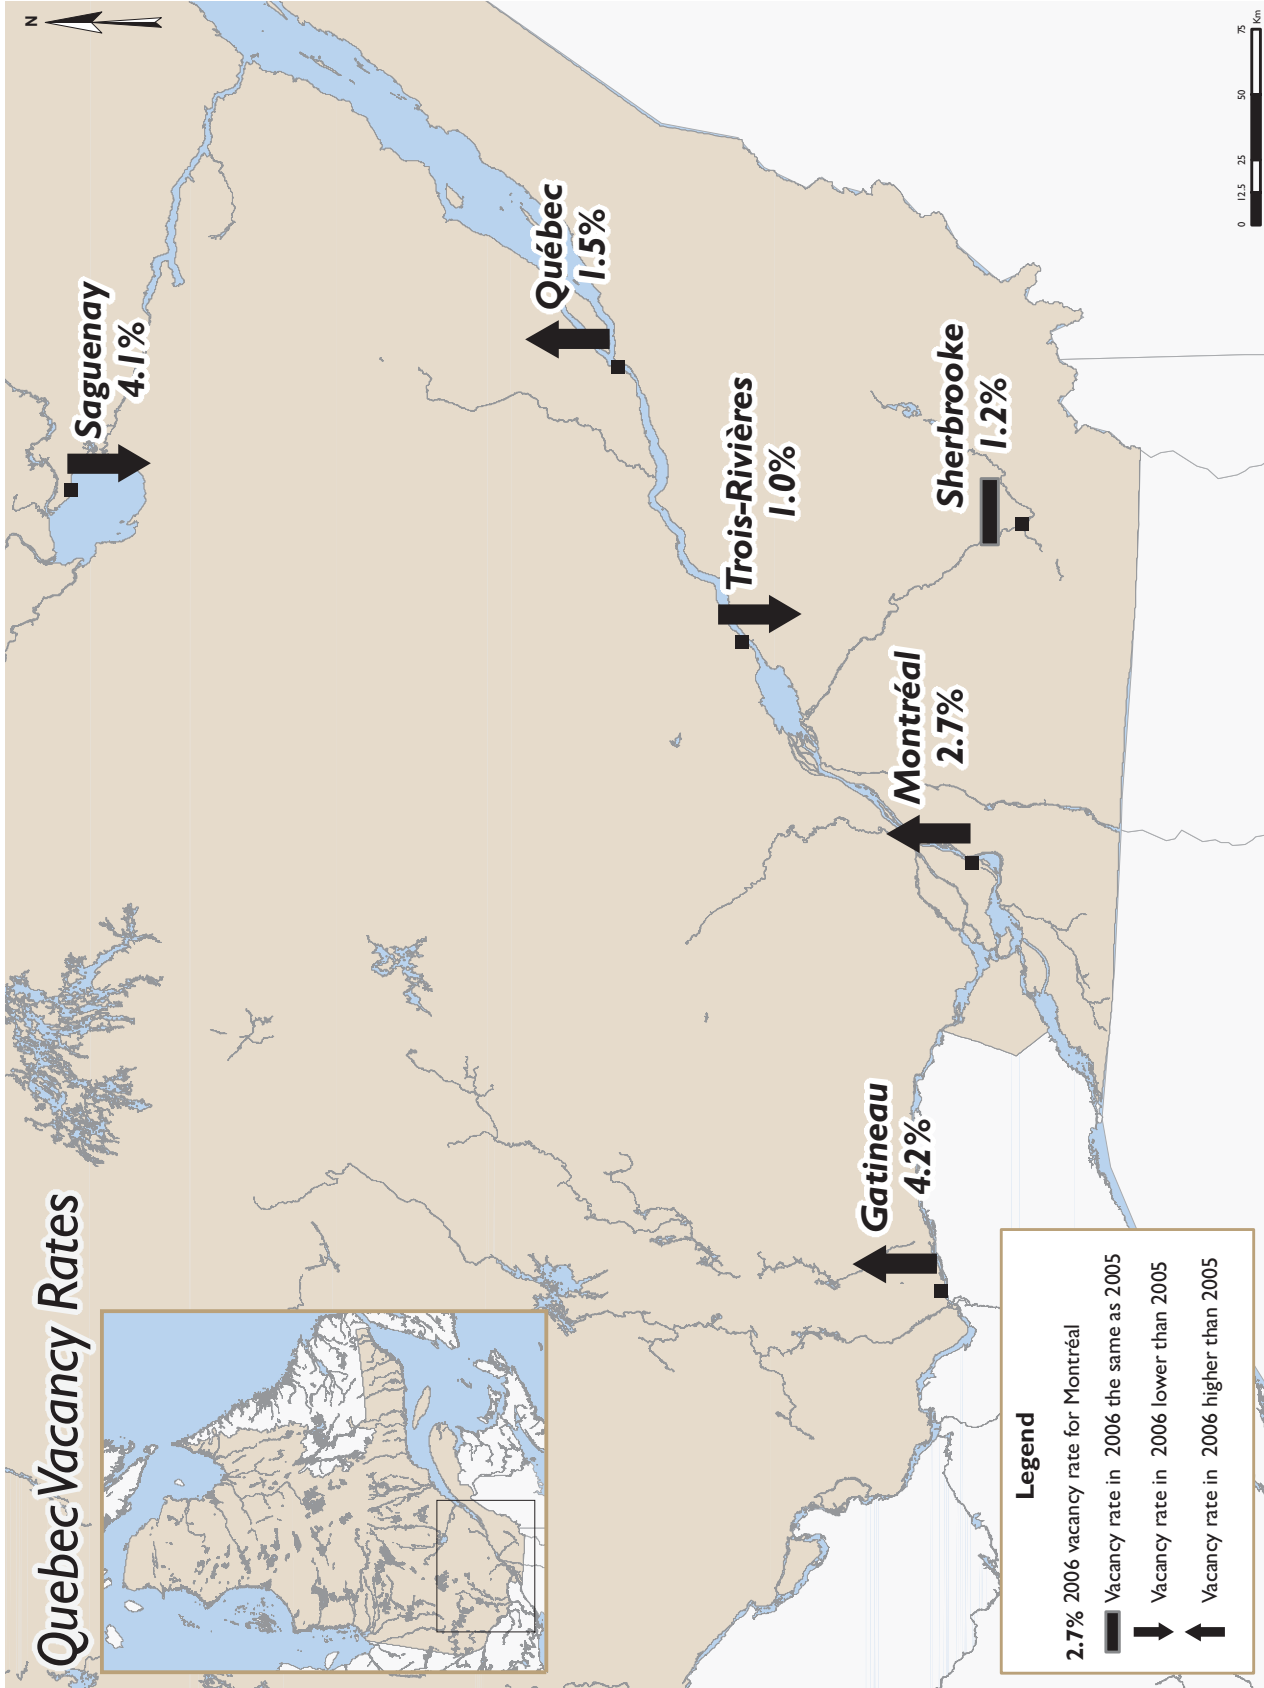 Quebec Vacancy Rates
N
Saguenay
4.1%
Québec
1.5%
Trois-Rivières
1.0%
Sherbrooke
1.2%
Montréal
2.7%
Gatineau
4.2%
Legend
2.7% 2006 vacancy rate for Montréal
Vacancy rate in 2006 the same as 2005
Vacancy rate in 2006 lower than 2005
Vacancy rate in 2006 higher than 2005
0 12.5 25 50 75 Km